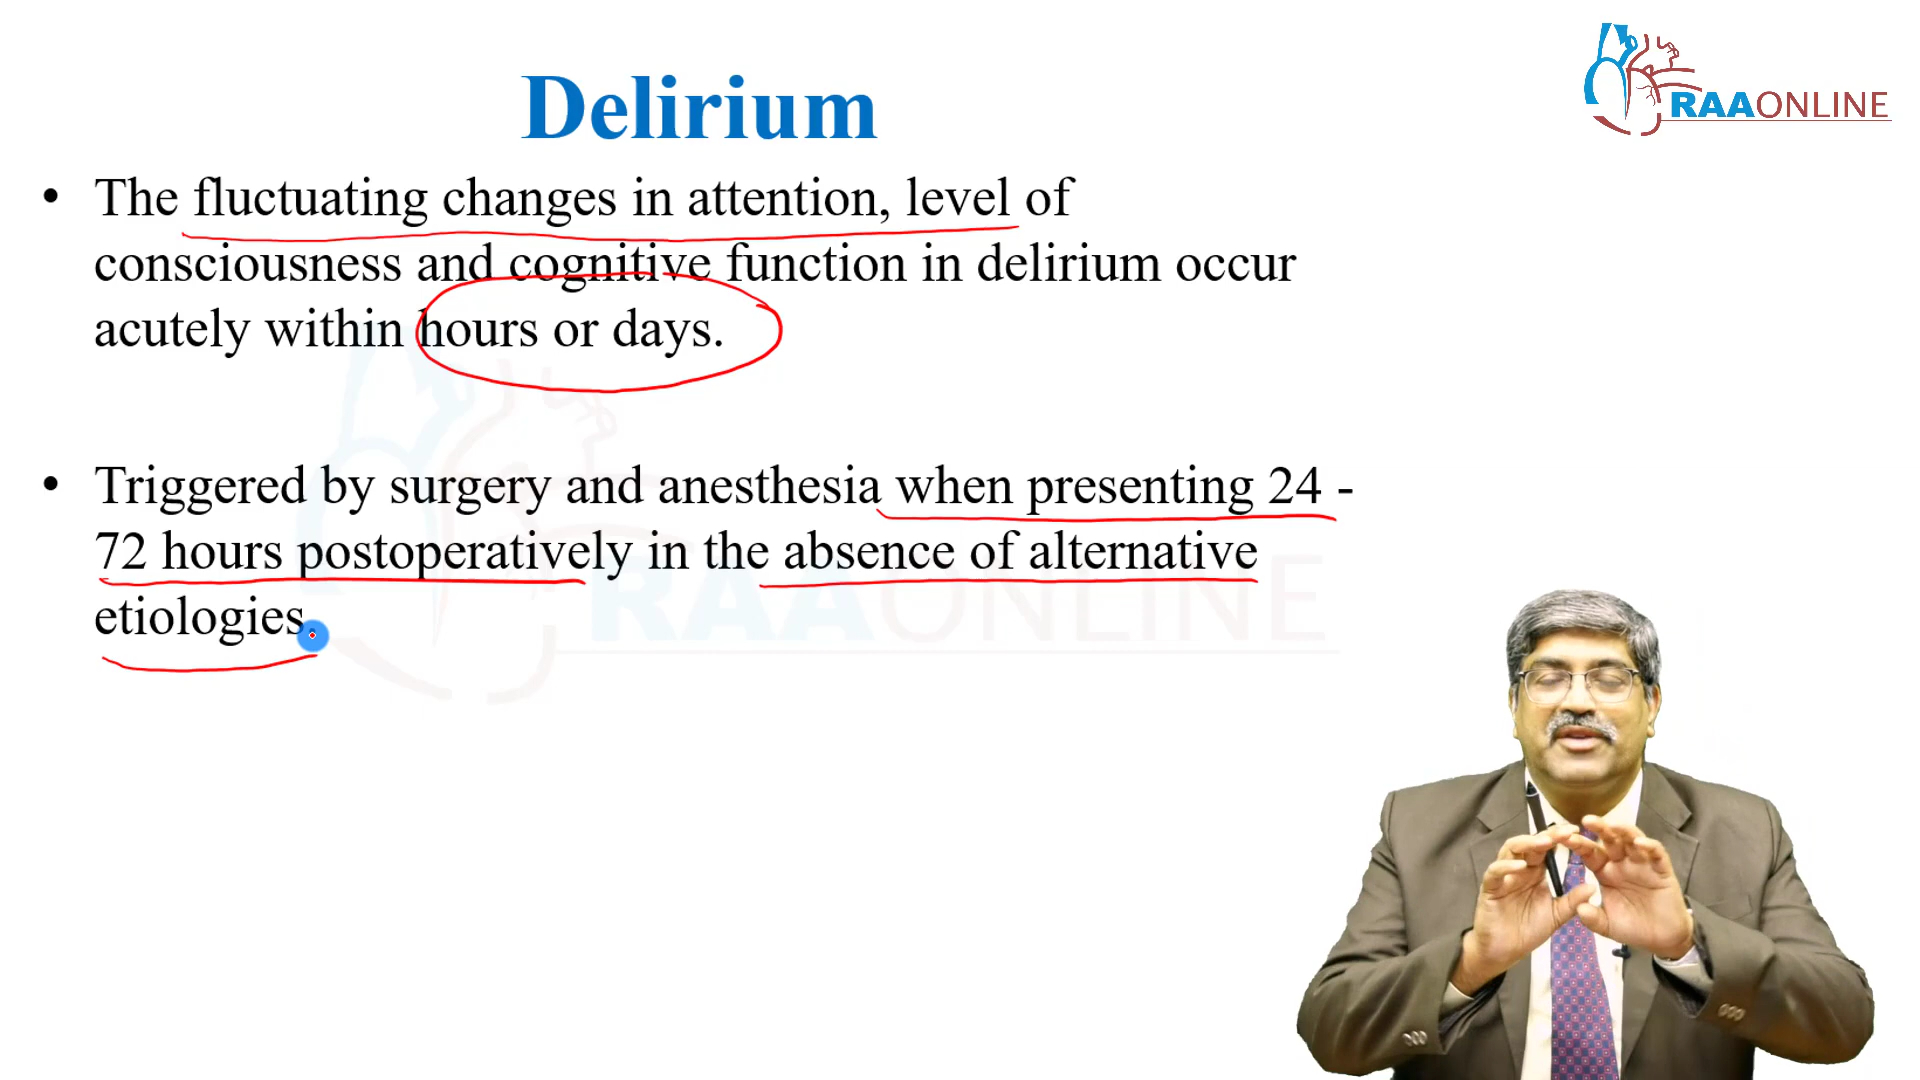 RAAONLINE
Delirium
• The fluctuating changes in attention, level of
consciousness and cognitive function in delirium occur
acutely within hours or days.
• Triggered by surgery and anesthesia when presenting 24 -
72 hours postoperatively in the absence of alternative
etiologies.
RAAONLINE